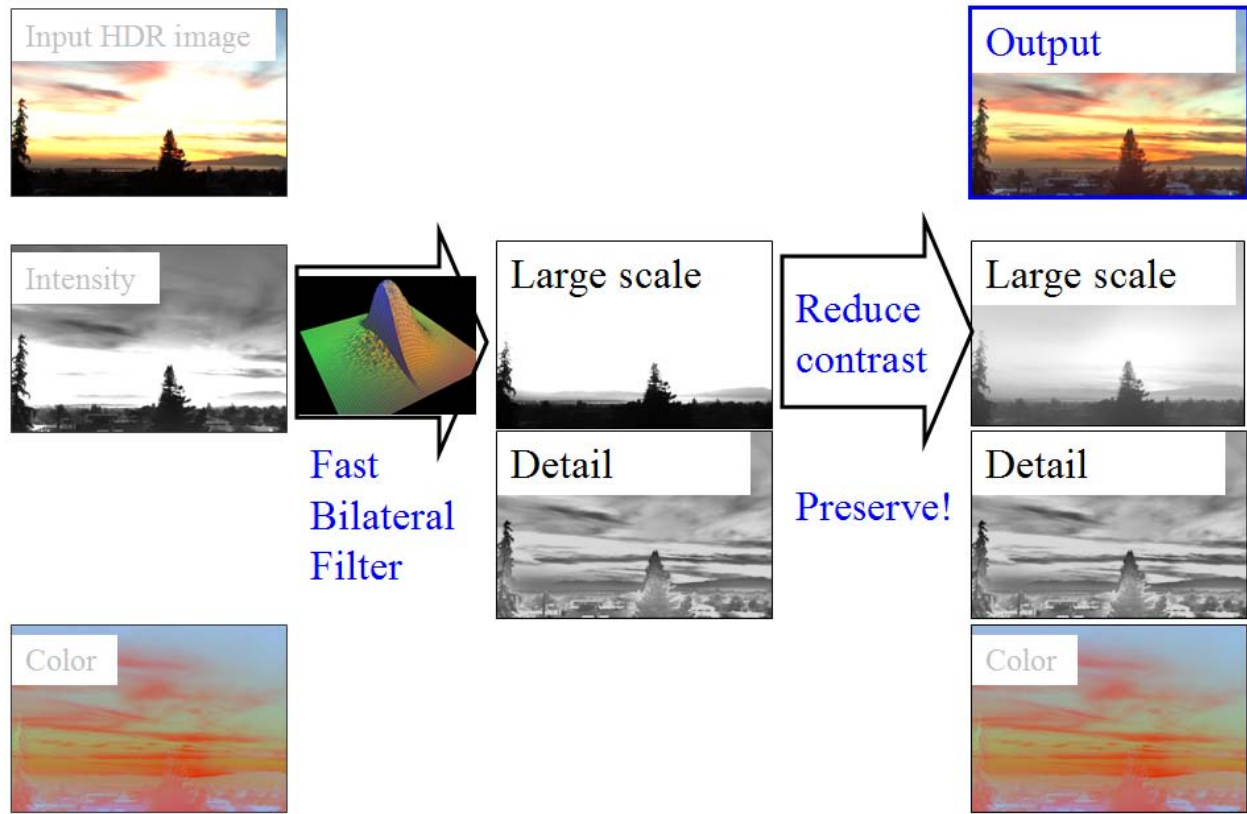 Input HDR image
Output
Intensity
Large scale
Reduce
contrast
Large scale
Fast
Bilateral
Filter
Detail
Preserve!
Detail
Color
Color